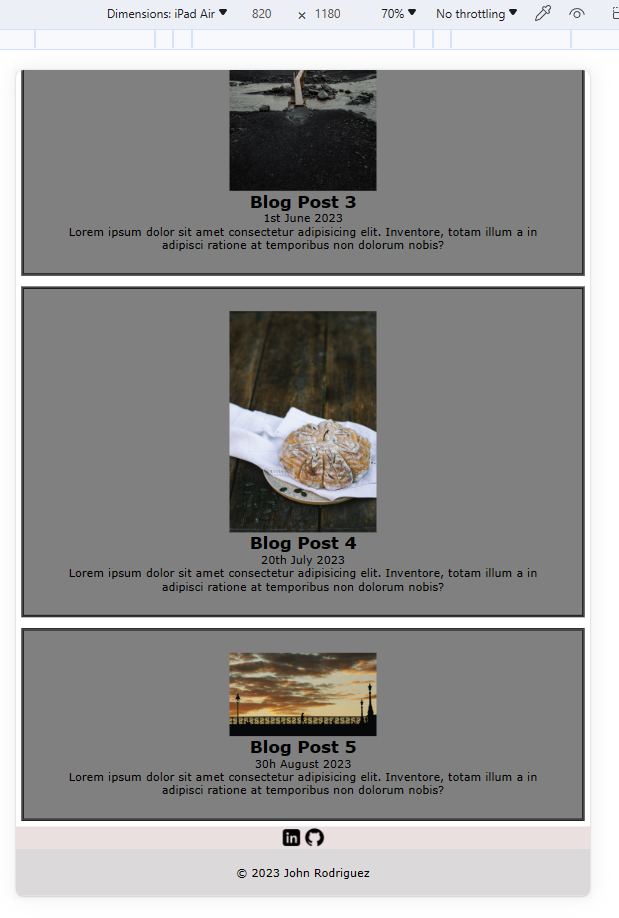 Dimensions: iPad Air ▼ 820 × 1180 70% ▼ No throttling ▼
Blog Post 3
1st June 2023
Lorem ipsum dolor sit amet consectetur adipisicing elit. Inventore, totam illum a in
adipisci ratione at temporibus non dolorum nobis?
Blog Post 4
20th July 2023
Lorem ipsum dolor sit amet consectetur adipisicing elit. Inventore, totam illum a in
adipisci ratione at temporibus non dolorum nobis?
Blog Post 5
30h August 2023
Lorem ipsum dolor sit amet consectetur adipisicing elit. Inventore, totam illum a in
adipisci ratione at temporibus non dolorum nobis?
in
© 2023 John Rodriguez